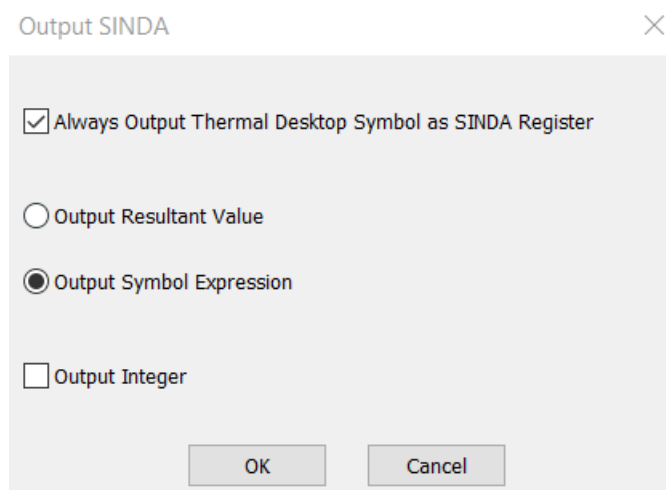 Output SINDA
Always Output Thermal Desktop Symbol as SINDA Register
Output Resultant Value
Output Symbol Expression
Output Integer
OK
Cancel